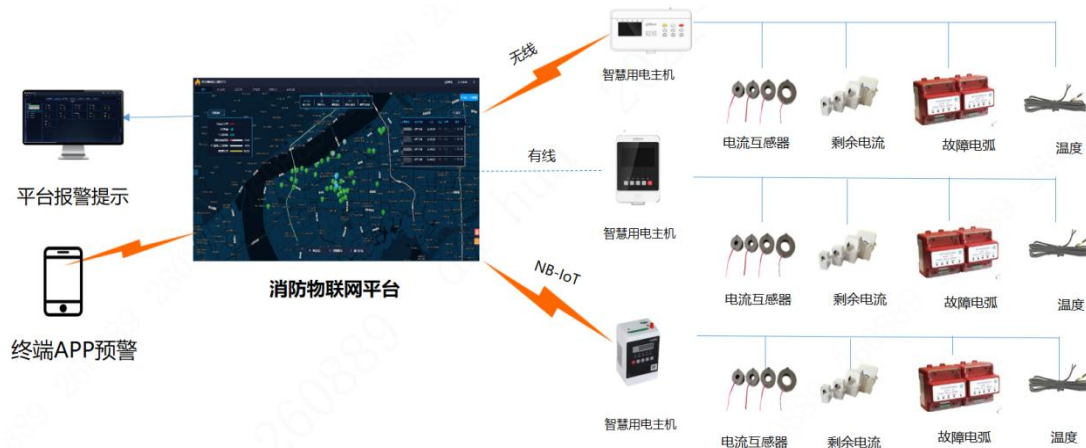 无线
智慧用电主机
电流互感器
剩余电流
故障电弧
温度
平台报警提示
有线
智慧用电主机
消防物联网平台
电流互感器
剩余电流
故障电弧
温度
终端APP预警
NB-IoT
智慧用电主机
电流互感器
剩余电流
故障电弧
温度